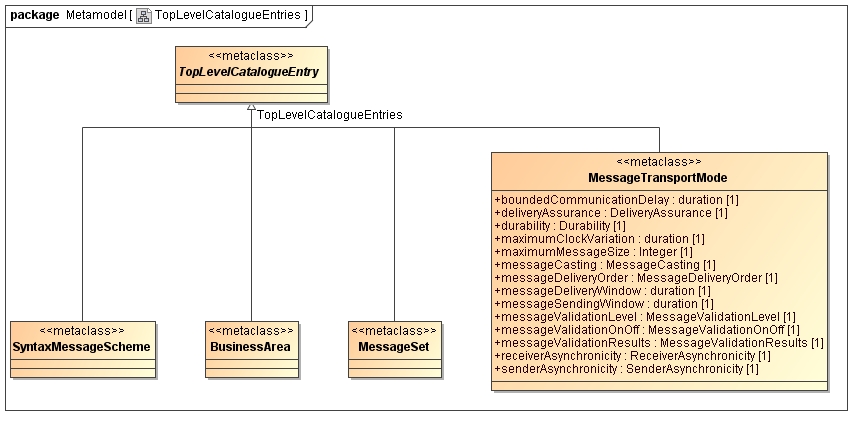 package Metamodel [ TopLevelCatalogueEntries ]
<<metaclass>>
TopLevelCatalogueEntry
TopLevelCatalogueEntries
<<metaclass>>
MessageTransportMode
+boundedCommunicationDelay : duration [1]
+deliveryAssurance : DeliveryAssurance [1]
+durability : Durability [1]
+maximumClockVariation : duration [1]
+maximumMessageSize : Integer [1]
+messageCasting : MessageCasting [1]
+messageDeliveryOrder : MessageDeliveryOrder [1]
+messageDeliveryWindow : duration [1]
+messageSendingWindow : duration [1]
+messageValidationLevel : MessageValidationLevel [1]
+messageValidationOnOff : MessageValidationOnOff [1]
+messageValidationResults : MessageValidationResults [1]
+receiverAsynchronicity : ReceiverAsynchronicity [1]
+senderAsynchronicity : SenderAsynchronicity [1]
<<metaclass>>
SyntaxMessageScheme
<<metaclass>>
BusinessArea
<<metaclass>>
MessageSet